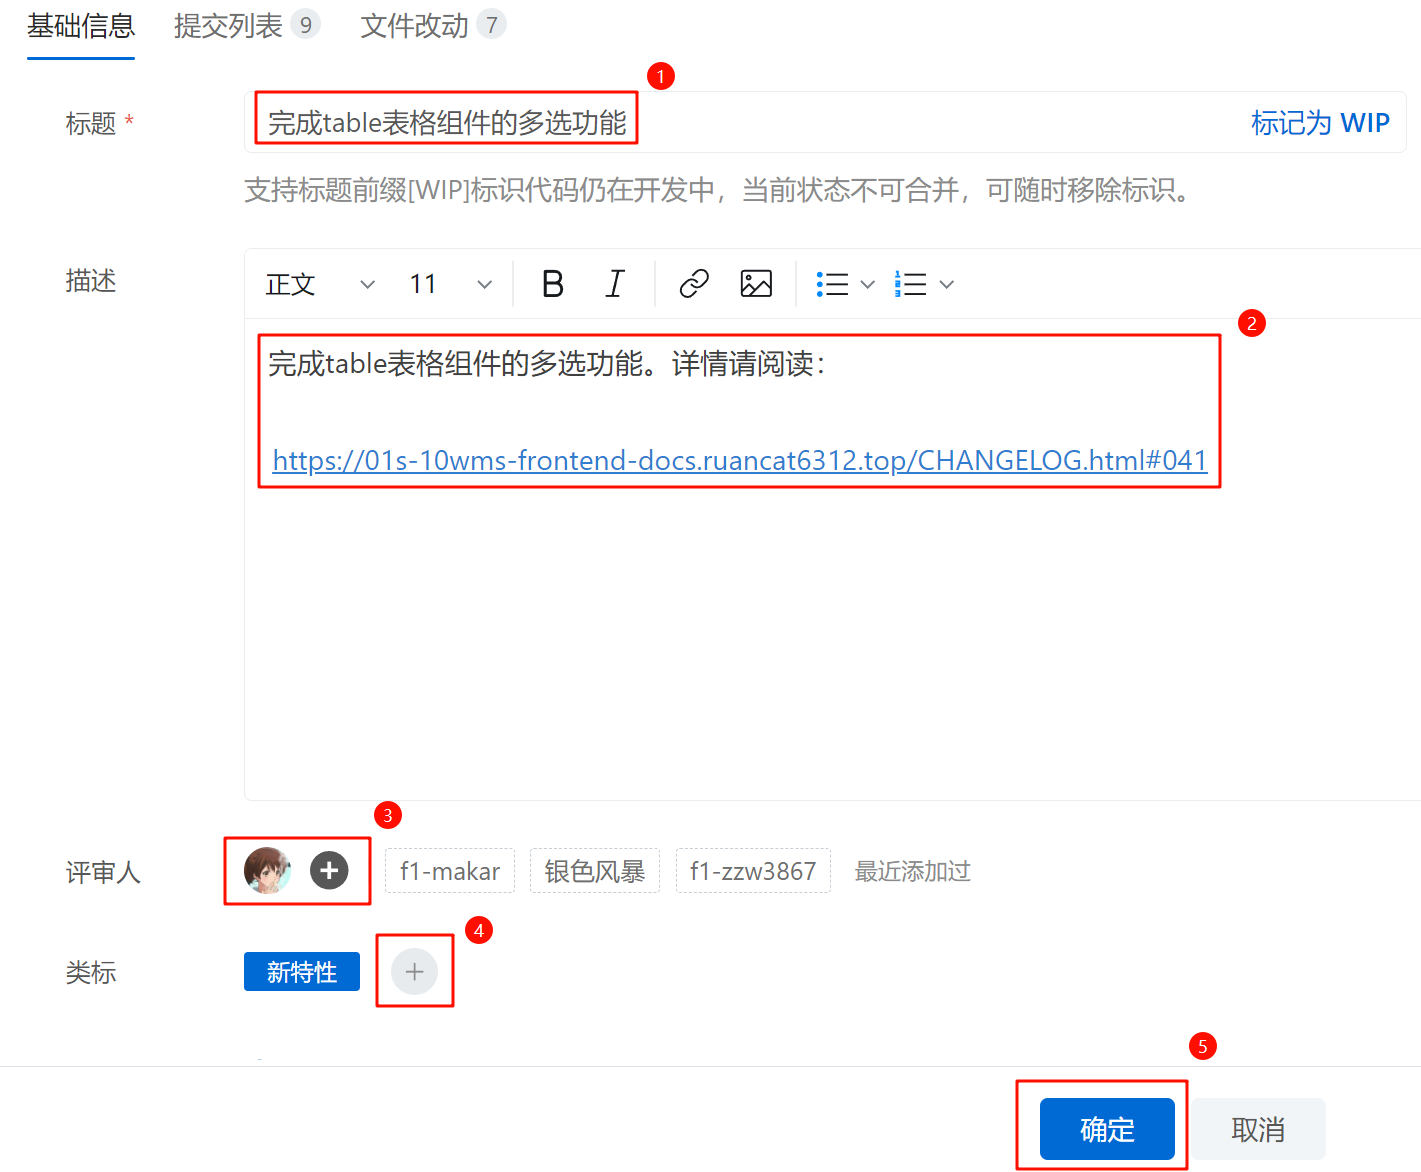 基础信息 提交列表 9 文件改动 7
1
标题 * 完成table表格组件的多选功能 标记为 WIP
支持标题前缀[WIP]标识代码仍在开发中，当前状态不可合并，可随时移除标识。
描述 正文 11 B I
2
完成table表格组件的多选功能。详情请阅读：
https://01s-10wms-frontend-docs.ruancat6312.top/CHANGELOG.html#041
3
评审人 f1-makar 银色风暴 f1-zzw3867 最近添加过
4
类标 新特性
5
确定 取消